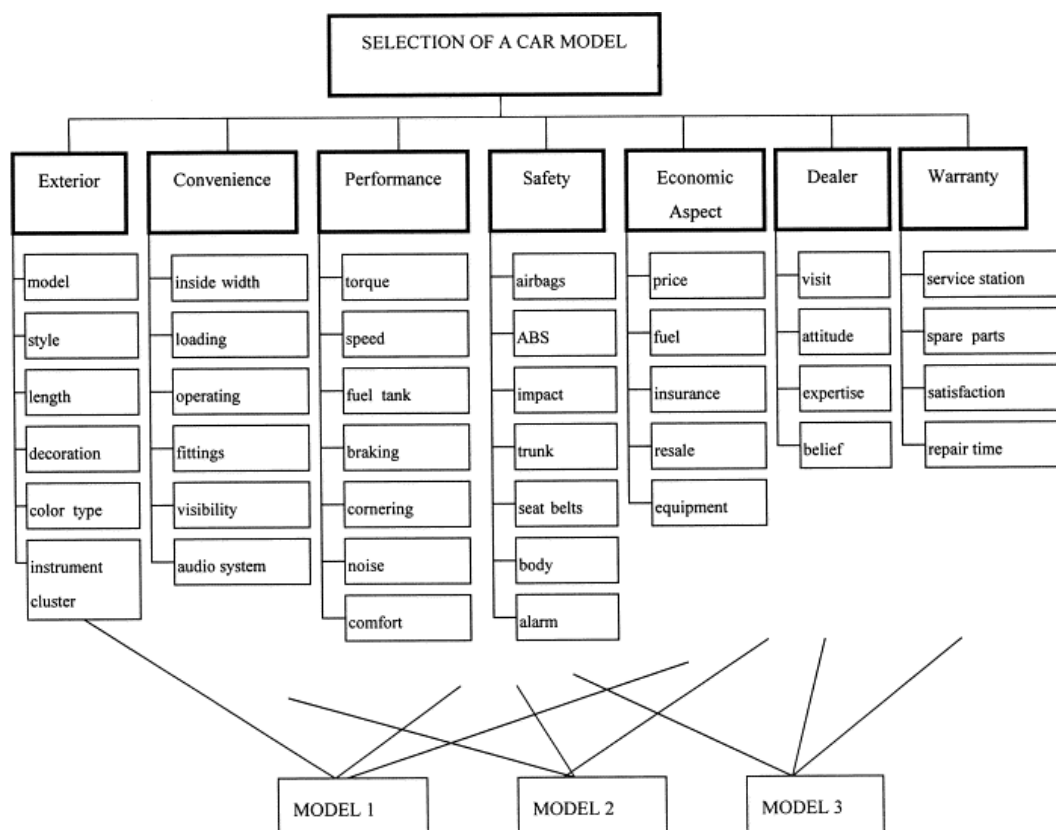 SELECTION OF A CAR MODEL
Exterior
model
style
length
decoration
color type
instrument
cluster
Convenience
inside width
loading
operating
fittings
visibility
audio system
Performance
torque
speed
fuel tank
braking
cornering
noise
comfort
Safety
airbags
ABS
impact
trunk
seat belts
body
alarm
Economic
Aspect
price
fuel
insurance
resale
equipment
Dealer
visit
attitude
expertise
belief
Warranty
service station
spare parts
satisfaction
repair time
MODEL 1
MODEL 2
MODEL 3